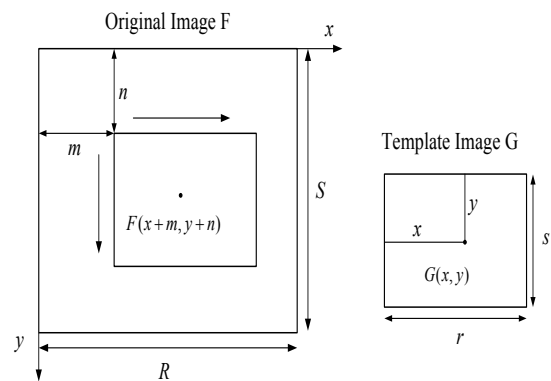 Original Image F
x
n
m
F(x+m, y+n)
S
y
R
Template Image G
y
x
s
G(x, y)
r